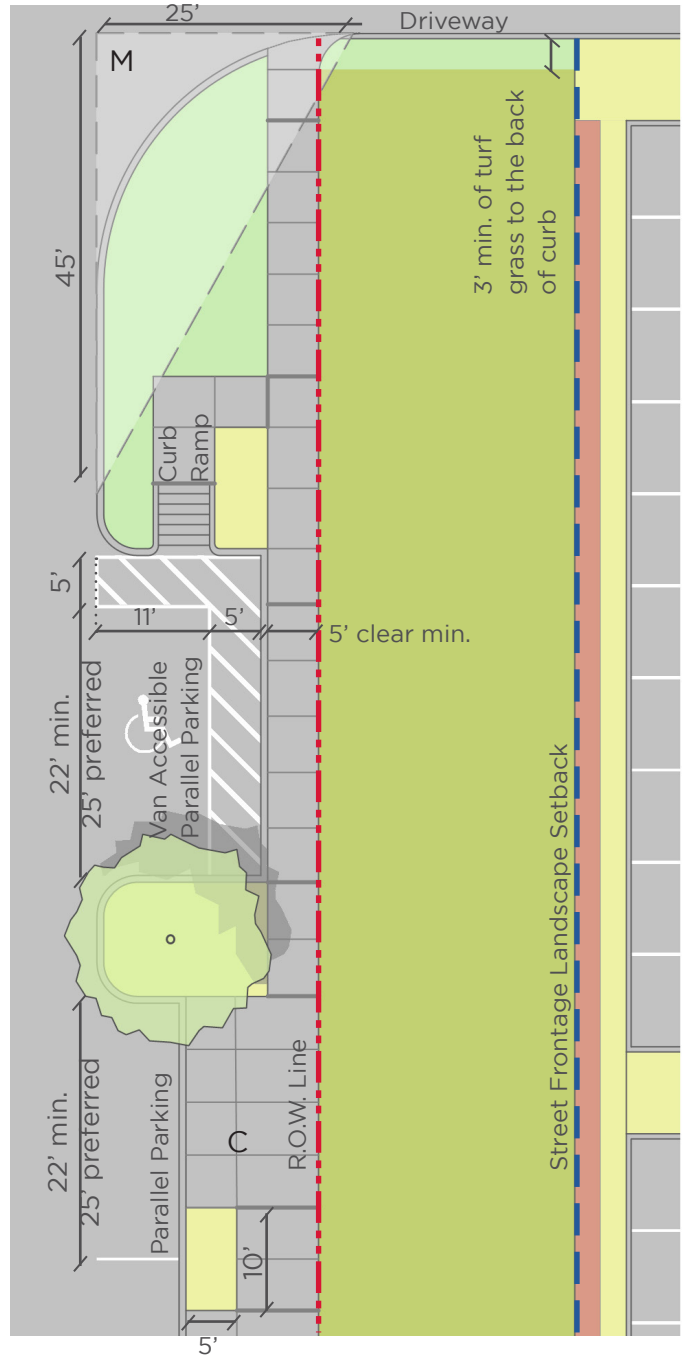 25’
Driveway
M
45’
3’ min. of turf
grass to the back
of curb
Curb
Ramp
5’
11’
5’
5’ clear min.
22’ min.
25’ preferred
Van Accessible
Parallel Parking
Street Frontage Landscape Setback
22’ min.
25’ preferred
Parallel Parking
C
R.O.W. Line
10’
5’